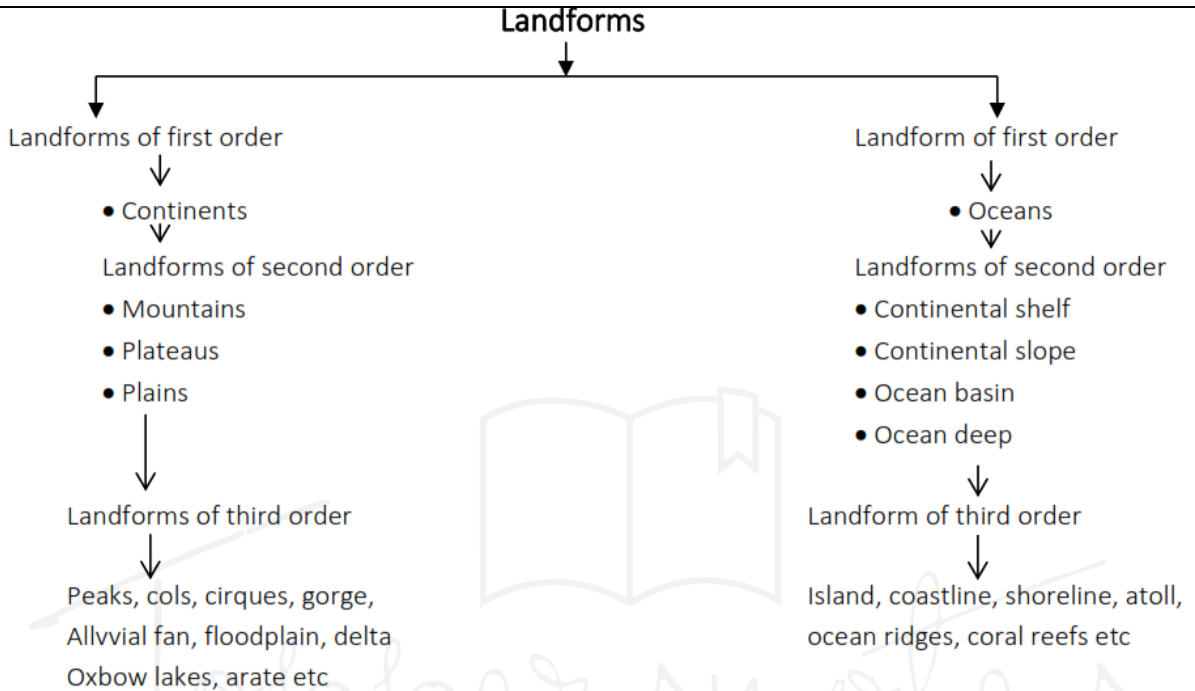 Landforms
Landforms of first order
• Continents
Landforms of second order
• Mountains
• Plateaus
• Plains
Landforms of third order
Peaks, cols, cirques, gorge,
Allvvial fan, floodplain, delta
Oxbow lakes, arate etc
Landform of first order
• Oceans
Landforms of second order
• Continental shelf
• Continental slope
• Ocean basin
• Ocean deep
Landform of third order
Island, coastline, shoreline, atoll,
ocean ridges, coral reefs etc